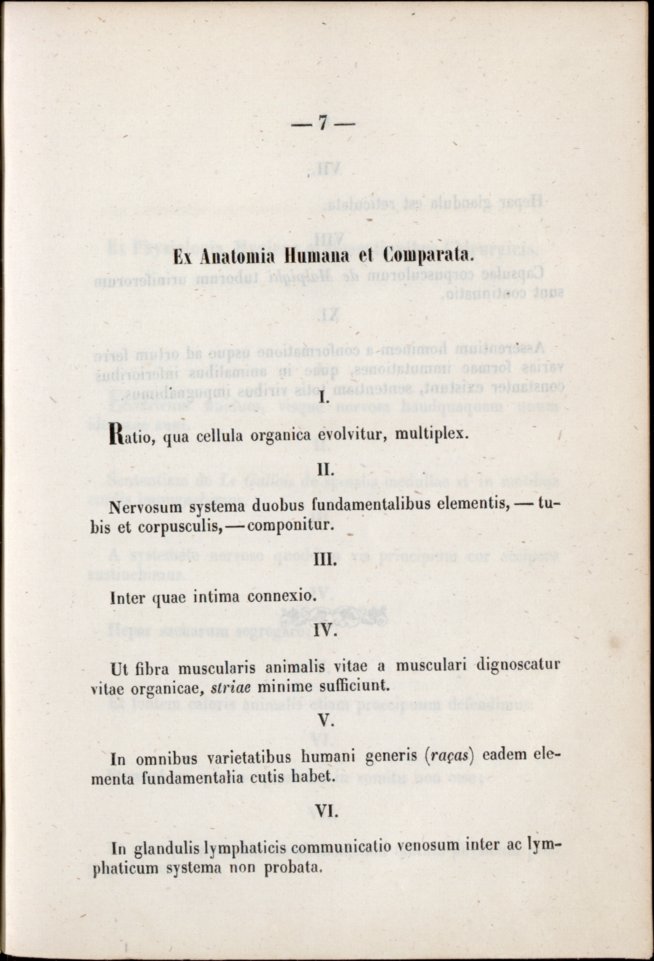 — 7 —
Ex Anatomia Humana et Comparata.
I.
Ratio, qua cellula organica evolvitur, multiplex.
II.
Nervosum systema duobus fundamentalibus elementis, — tu-
bis et corpusculis, — componitur.
III.
Inter quae intima connexio.
IV.
Ut fibra muscularis animalis vitae a musculari dignoscatur
vitae organicae, striae minime sufficiunt.
V.
In omnibus varietatibus humani generis (raças) eadem ele-
menta fundamentalia cutis habet.
VI.
In glandulis lymphaticis communicatio venosum inter ac lym-
phaticum systema non probata.